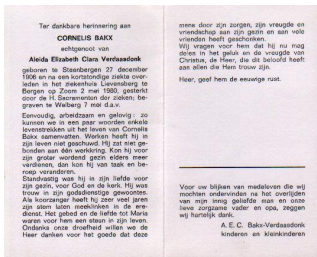 Ter dankbare herinnering aan
CORNELIS BAKX
echtgenoot van
Aleida Elizabeth Clara Verdaasdonk
geboren te Steenbergen 27 december
1906 en na een kortstondige ziekte over-
leden in het ziekenhuis Lievensberg te
Bergen op Zoom 2 mei 1980, gesterkt
door de H. Sacramenten der zieken; be-
graven te Welberg 7 mei d.a.v.
Eenvoudig, arbeidzaam en gelovig: zo
kunnen we in een paar woorden enkele
levenstrekken uit het leven van Cornelis
Bakx samenvatten. Werken heeft hij in
zijn leven niet geschuwd. Hij zat niet ge-
bonden aan één werkkring. Kon hij voor
zijn groter wordend gezin elders meer
verdienen, dan kon hij van taak en be-
roep veranderen.
Standvastig was hij in zijn liefde voor
zijn gezin, voor God en de kerk. Hij was
trouw in zijn godsdienstige gewoontes.
Als koorzanger heeft hij zeer veel jaren
zijn stem laten meeklinken in de ere-
dienst. Het gebed en de liefde tot Maria
waren voor hem een steun in zijn leven.
Ondanks onze droefheid willen we de
Heer danken voor het goede dat deze
mens door zijn zorgen, zijn vreugde en
vriendschap aan zijn gezin en aan vele
vrienden heeft geschonken.
Wij vragen voor hem dat hij nu mag
delen in het geluk en de vreugde van
Christus, de Heer, die dit beloofd heeft
aan allen die Hem trouw zijn.
Heer, geef hem de eeuwige rust.
Voor uw blijken van medeleven die wij
mochten ondervinden na het overlijden
van mijn innig geliefde man en onze
lieve zorgzame vader en opa, zeggen
wij hartelijk dank.
A. E. C. Bakx-Verdaasdonk
kinderen en kleinkinderen